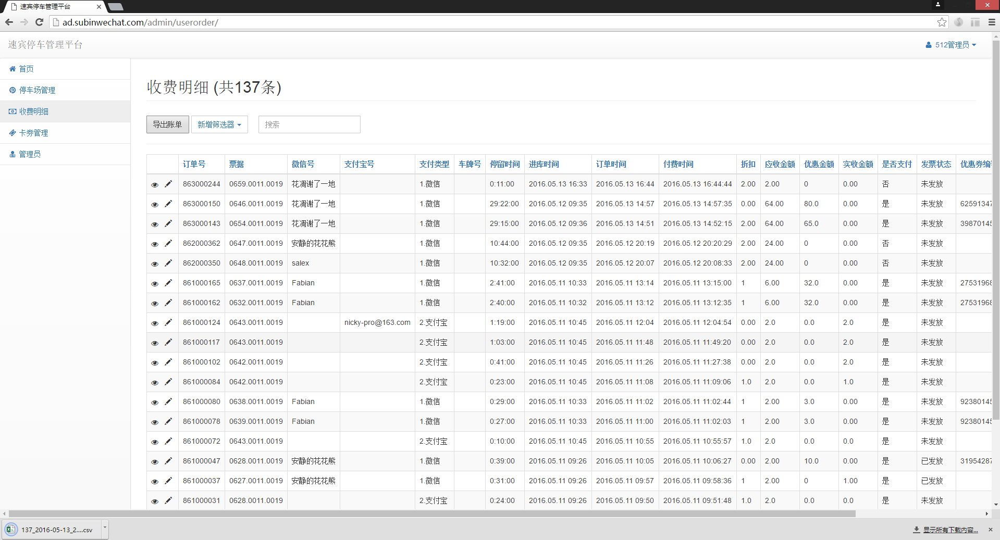 速宾停车管理平台
ad.subinwechat.com/admin/userorder/
速宾停车管理平台
512管理员
首页
停车场管理
收费明细
卡券管理
管理员
收费明细 (共137条)
导出账单 新增筛选器 搜索
订单号 票据 微信号 支付宝号 支付类型 车牌号 停留时间 进库时间 订单时间 付费时间 折扣 应收金额 优惠金额 实收金额 是否支付 发票状态 优惠券编
863000244 0659.0011.0019 花凋谢了一地 1.微信 0:11:00 2016.05.13 16:33 2016.05.13 16:44 2016.05.13 16:44:44 2.00 2.00 0 0.00 否 未发放
863000150 0646.0011.0019 花凋谢了一地 1.微信 29:22:00 2016.05.12 09:35 2016.05.13 14:57 2016.05.13 14:57:35 0.00 64.00 80.0 0.00 是 未发放 62591347
863000143 0654.0011.0019 花凋谢了一地 1.微信 29:15:00 2016.05.12 09:36 2016.05.13 14:51 2016.05.13 14:52:15 2.00 64.00 65.0 0.00 是 未发放 39870145
862000362 0647.0011.0019 安静的花花熊 1.微信 10:44:00 2016.05.12 09:35 2016.05.12 20:19 2016.05.12 20:20:29 2.00 24.00 0 0.00 否 未发放
862000350 0648.0011.0019 salex 1.微信 10:32:00 2016.05.12 09:35 2016.05.12 20:07 2016.05.12 20:08:33 2.00 24.00 0 0.00 否 未发放
861000165 0637.0011.0019 Fabian 1.微信 2:41:00 2016.05.11 10:33 2016.05.11 13:14 2016.05.11 13:15:00 1 6.00 32.0 0.00 是 未发放 27531968
861000162 0632.0011.0019 Fabian 1.微信 2:40:00 2016.05.11 10:32 2016.05.11 13:12 2016.05.11 13:12:35 1 6.00 32.0 0.00 是 未发放 27531968
861000124 0643.0011.0019 nicky-pro@163.com 2.支付宝 1:19:00 2016.05.11 10:45 2016.05.11 12:04 2016.05.11 12:04:54 0.00 2.0 0.0 2.0 是 未发放
861000117 0643.0011.0019 2.支付宝 1:03:00 2016.05.11 10:45 2016.05.11 11:48 2016.05.11 11:49:20 0.00 2.0 0.0 2.0 是 未发放
861000102 0642.0011.0019 2.支付宝 0:41:00 2016.05.11 10:45 2016.05.11 11:26 2016.05.11 11:27:38 0.00 2.0 0.0 2.0 是 未发放
861000084 0642.0011.0019 2.支付宝 0:23:00 2016.05.11 10:45 2016.05.11 11:08 2016.05.11 11:09:06 1.0 2.0 0.0 1.0 是 未发放
861000080 0638.0011.0019 Fabian 1.微信 0:29:00 2016.05.11 10:33 2016.05.11 11:02 2016.05.11 11:02:44 1 2.00 3.0 0.00 是 未发放 92380145
861000078 0639.0011.0019 Fabian 1.微信 0:27:00 2016.05.11 10:33 2016.05.11 11:00 2016.05.11 11:02:03 1 2.00 3.0 0.00 是 未发放 92380145
861000072 0643.0011.0019 2.支付宝 0:10:00 2016.05.11 10:45 2016.05.11 10:55 2016.05.11 10:55:57 1.0 2.0 0.0 0.0 是 未发放
861000047 0628.0011.0019 安静的花花熊 1.微信 0:39:00 2016.05.11 09:26 2016.05.11 10:05 2016.05.11 10:06:27 0.00 2.00 10.0 0.00 是 已发放 31954287
861000037 0627.0011.0019 安静的花花熊 1.微信 0:31:00 2016.05.11 09:26 2016.05.11 09:57 2016.05.11 09:58:36 1 2.00 0 1.00 是 已发放
861000031 0628.0011.0019 2.支付宝 0:24:00 2016.05.11 09:26 2016.05.11 09:50 2016.05.11 09:51:48 1.0 2.0 0.0 0.0 是 未发放
137_2016-05-13_2....csv
显示所有下载内容...